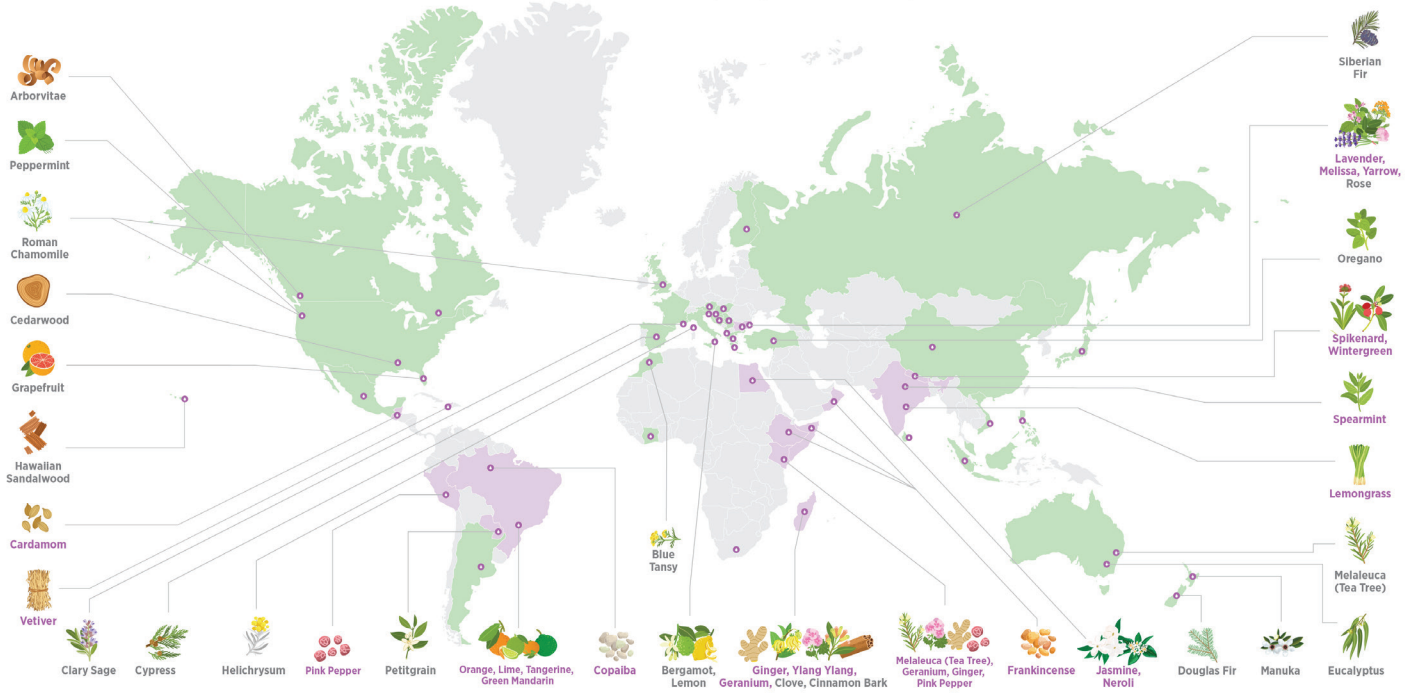 Arborvitae
Peppermint
Roman
Chamomile
Cedarwood
Grapefruit
Hawaiian
Sandalwood
Cardamom
Vetiver
Clary Sage
Cypress
Helichrysum
Pink Pepper
Petitgrain
Orange, Lime, Tangerine,
Green Mandarin
Copaiba
Blue
Tansy
Bergamot,
Lemon
Ginger, Ylang Ylang,
Geranium, Clove, Cinnamon Bark
Melaleuca (Tea Tree),
Geranium, Ginger,
Pink Pepper
Frankincense
Jasmine,
Neroli
Douglas Fir
Manuka
Eucalyptus
Siberian
Fir
Lavender,
Melissa, Yarrow,
Rose
Oregano
Spikenard,
Wintergreen
Spearmint
Lemongrass
Melaleuca
(Tea Tree)